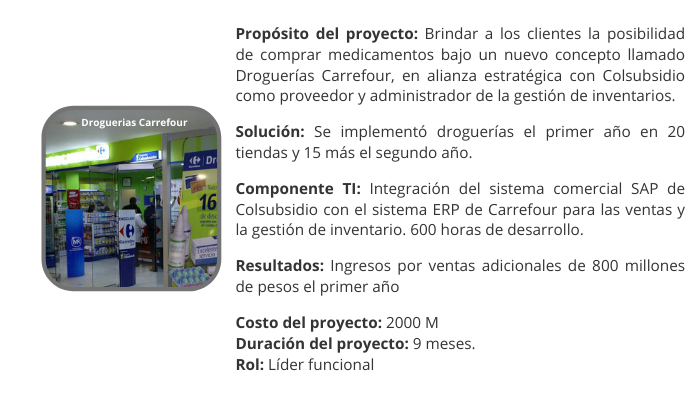 Propósito del proyecto: Brindar a los clientes la posibilidad
de comprar medicamentos bajo un nuevo concepto llamado
Droguerías Carrefour, en alianza estratégica con Colsubsidio
como proveedor y administrador de la gestión de inventarios.
Droguerias Carrefour
Solución: Se implementó droguerías el primer año en 20
tiendas y 15 más el segundo año.
Componente TI: Integración del sistema comercial SAP de
Colsubsidio con el sistema ERP de Carrefour para las ventas y
la gestión de inventario. 600 horas de desarrollo.
Dr
16
Carrefour
MK
Resultados: Ingresos por ventas adicionales de 800 millones
de pesos el primer año
Costo del proyecto: 2000 M
Duración del proyecto: 9 meses.
Rol: Líder funcional